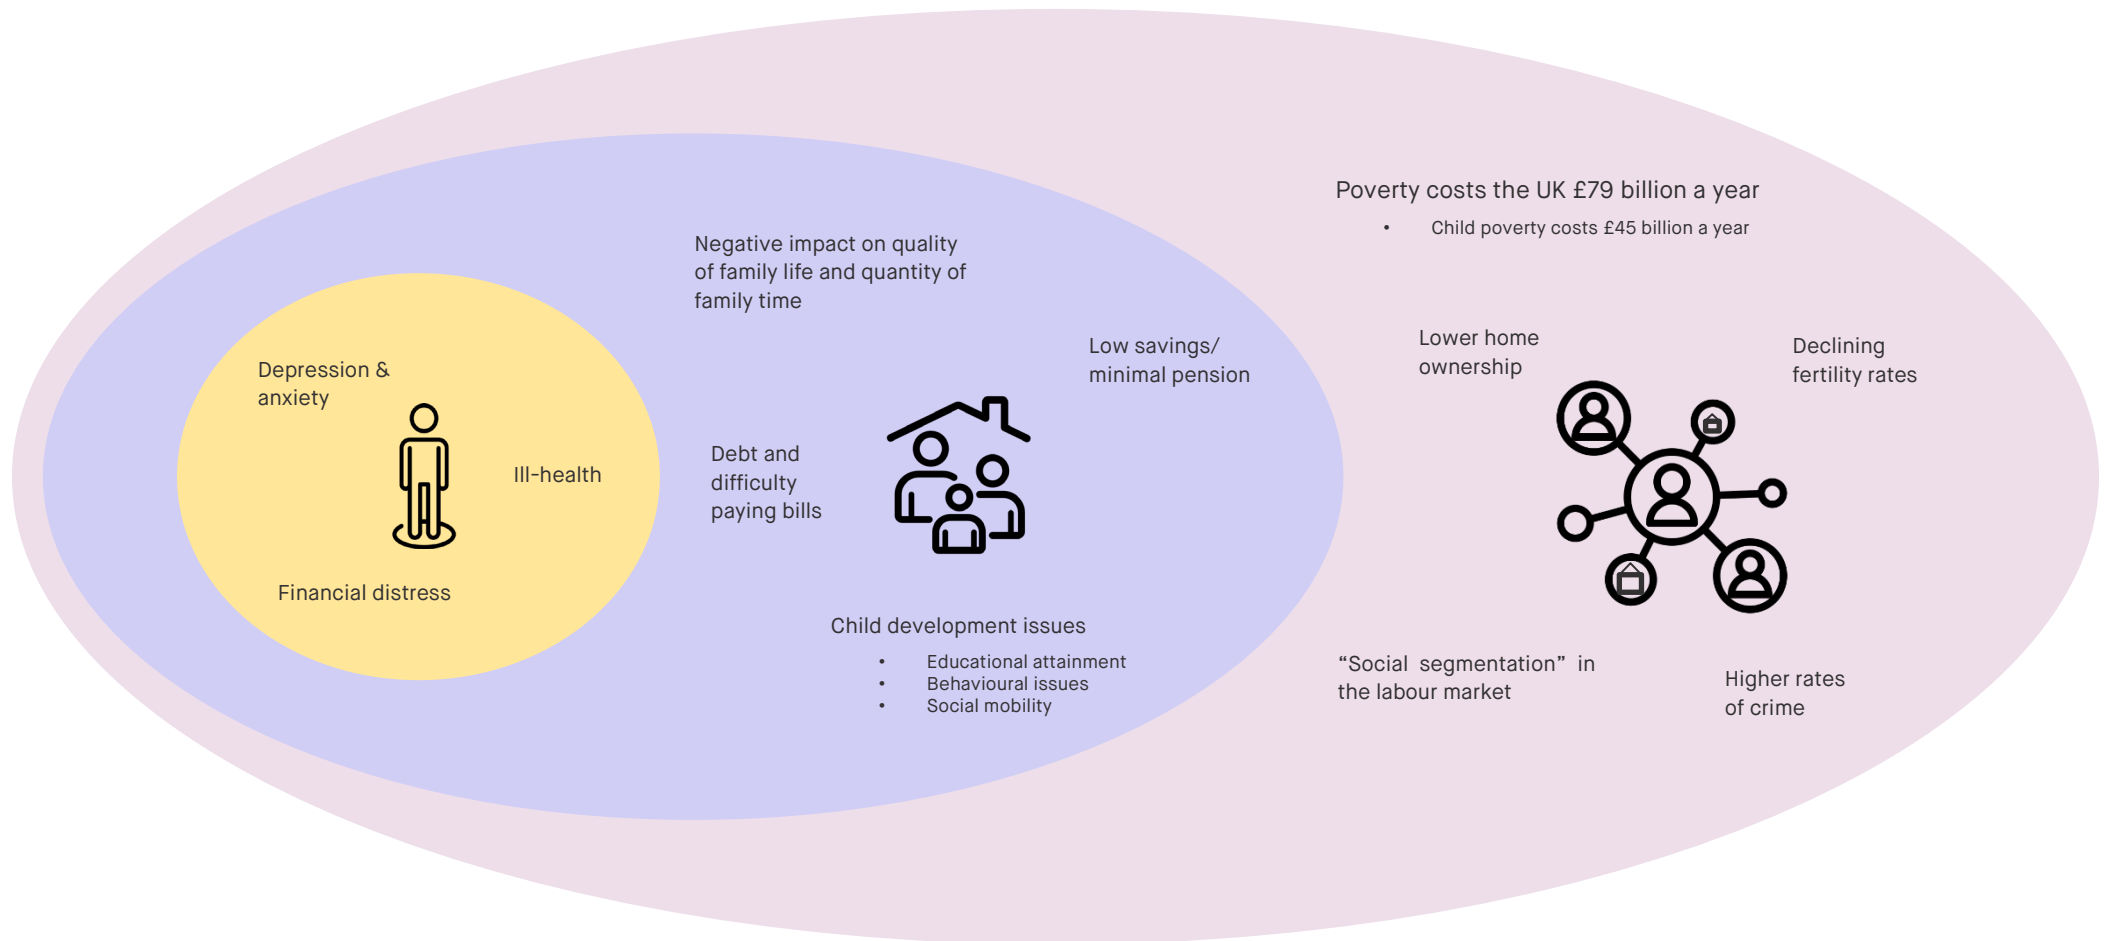 Depression &
anxiety
Ill-health
Financial distress
Negative impact on quality
of family life and quantity of
family time
Low savings/
minimal pension
Debt and
difficulty
paying bills
Child development issues
• Educational attainment
• Behavioural issues
• Social mobility
Poverty costs the UK £79 billion a year
• Child poverty costs £45 billion a year
Lower home
ownership
Declining
fertility rates
“Social segmentation” in
the labour market
Higher rates
of crime